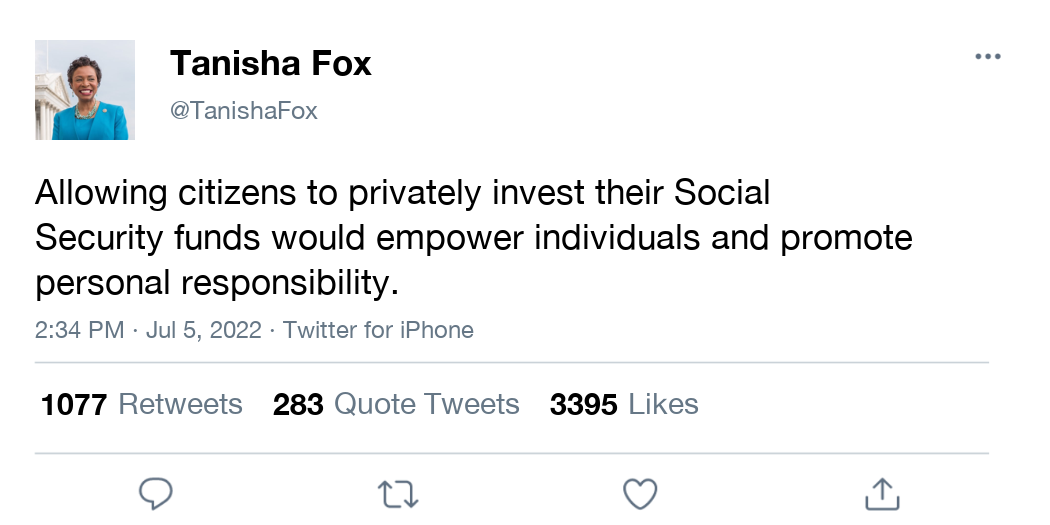 Tanisha Fox
@TanishaFox
Allowing citizens to privately invest their Social
Security funds would empower individuals and promote
personal responsibility.
2:34 PM · Jul 5, 2022 · Twitter for iPhone
1077 Retweets 283 Quote Tweets 3395 Likes